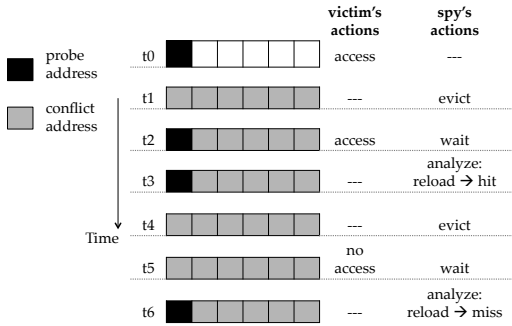 victim's actions
spy's actions
probe address
conflict address
Time
t0 access ---
t1 --- evict
t2 access wait
t3 --- analyze: reload → hit
t4 --- evict
t5 no access wait
t6 --- analyze: reload → miss